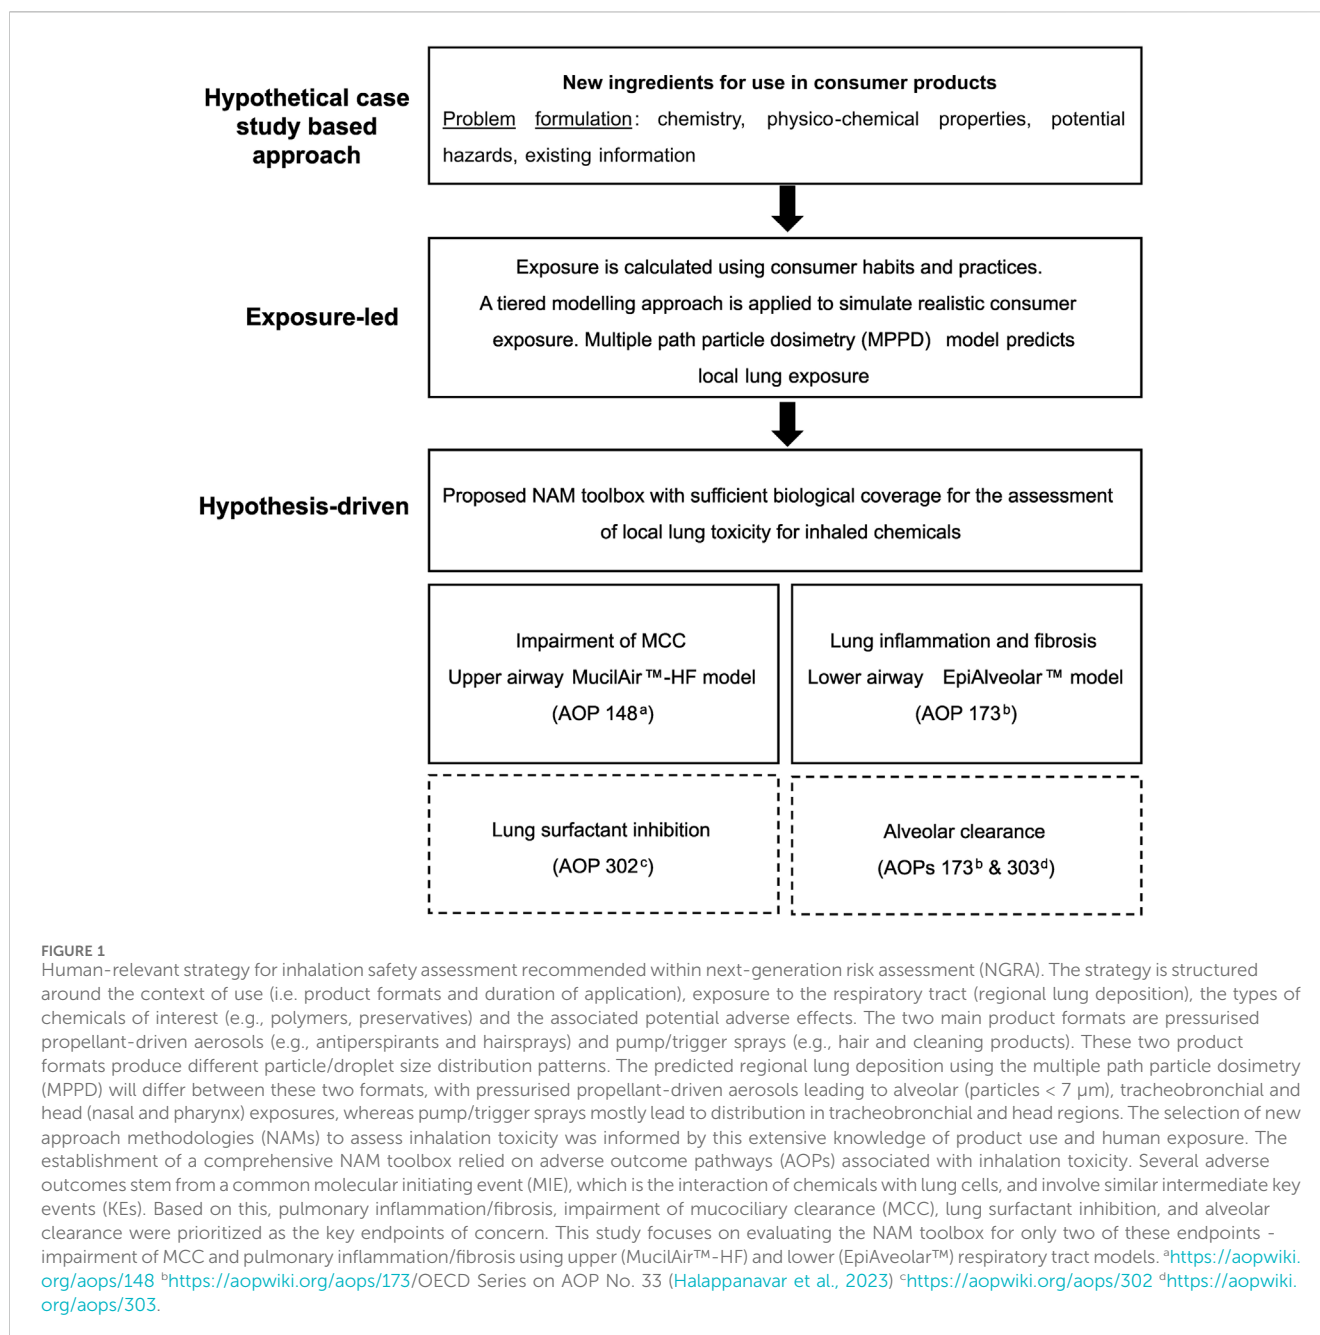 Hypothetical case
study based
approach
New ingredients for use in consumer products
Problem formulation: chemistry, physico-chemical properties, potential
hazards, existing information
Exposure-led
Exposure is calculated using consumer habits and practices.
A tiered modelling approach is applied to simulate realistic consumer
exposure. Multiple path particle dosimetry (MPPD) model predicts
local lung exposure
Hypothesis-driven
Proposed NAM toolbox with sufficient biological coverage for the assessment
of local lung toxicity for inhaled chemicals
Impairment of MCC
Upper airway MucilAir™-HF model
(AOP 148ᵃ)
Lung inflammation and fibrosis
Lower airway EpiAlveolar™ model
(AOP 173ᵇ)
Lung surfactant inhibition
(AOP 302ᶜ)
Alveolar clearance
(AOPs 173ᵇ & 303ᵈ)
FIGURE 1
Human-relevant strategy for inhalation safety assessment recommended within next-generation risk assessment (NGRA). The strategy is structured
around the context of use (i.e. product formats and duration of application), exposure to the respiratory tract (regional lung deposition), the types of
chemicals of interest (e.g., polymers, preservatives) and the associated potential adverse effects. The two main product formats are pressurised
propellant-driven aerosols (e.g., antiperspirants and hairsprays) and pump/trigger sprays (e.g., hair and cleaning products). These two product
formats produce different particle/droplet size distribution patterns. The predicted regional lung deposition using the multiple path particle dosimetry
(MPPD) will differ between these two formats, with pressurised propellant-driven aerosols leading to alveolar (particles < 7 µm), tracheobronchial and
head (nasal and pharynx) exposures, whereas pump/trigger sprays mostly lead to distribution in tracheobronchial and head regions. The selection of new
approach methodologies (NAMs) to assess inhalation toxicity was informed by this extensive knowledge of product use and human exposure. The
establishment of a comprehensive NAM toolbox relied on adverse outcome pathways (AOPs) associated with inhalation toxicity. Several adverse
outcomes stem from a common molecular initiating event (MIE), which is the interaction of chemicals with lung cells, and involve similar intermediate key
events (KEs). Based on this, pulmonary inflammation/fibrosis, impairment of mucociliary clearance (MCC), lung surfactant inhibition, and alveolar
clearance were prioritized as the key endpoints of concern. This study focuses on evaluating the NAM toolbox for only two of these endpoints -
impairment of MCC and pulmonary inflammation/fibrosis using upper (MucilAir™-HF) and lower (EpiAveolar™) respiratory tract models. ᵃhttps://aopwiki.
org/aops/148 ᵇhttps://aopwiki.org/aops/173/OECD Series on AOP No. 33 (Halappanavar et al., 2023) ᶜhttps://aopwiki.org/aops/302 ᵈhttps://aopwiki.
org/aops/303.